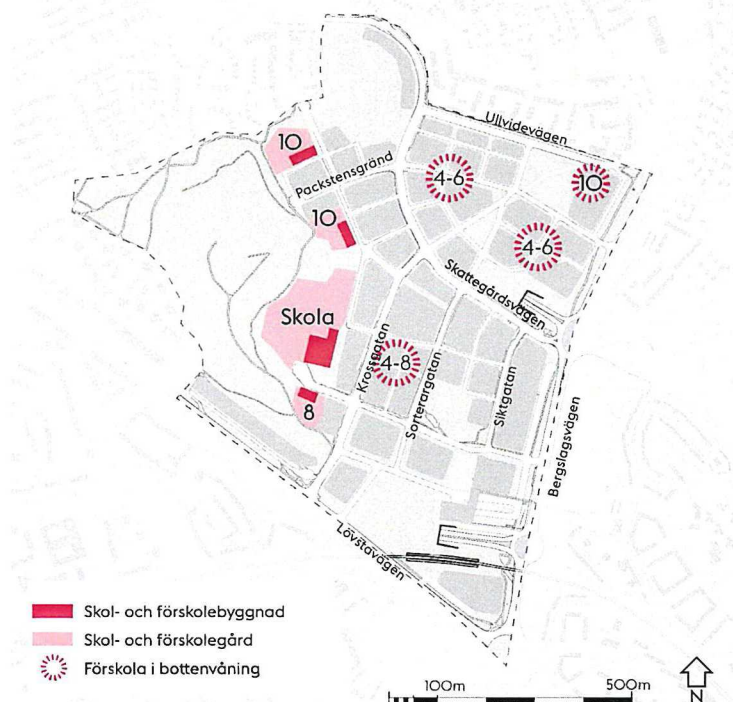 Ullvidevägen
10
Packstensgränd
4-6
10
10
4-6
Skattegårdsvägen
Skola
Krossgatan
4-8
Sorterargatan
Siktgatan
8
Bergslagsvägen
Lövstavägen
Skol- och förskolebyggnad
Skol- och förskolegård
Förskola i bottenvåning
100m
500m
N